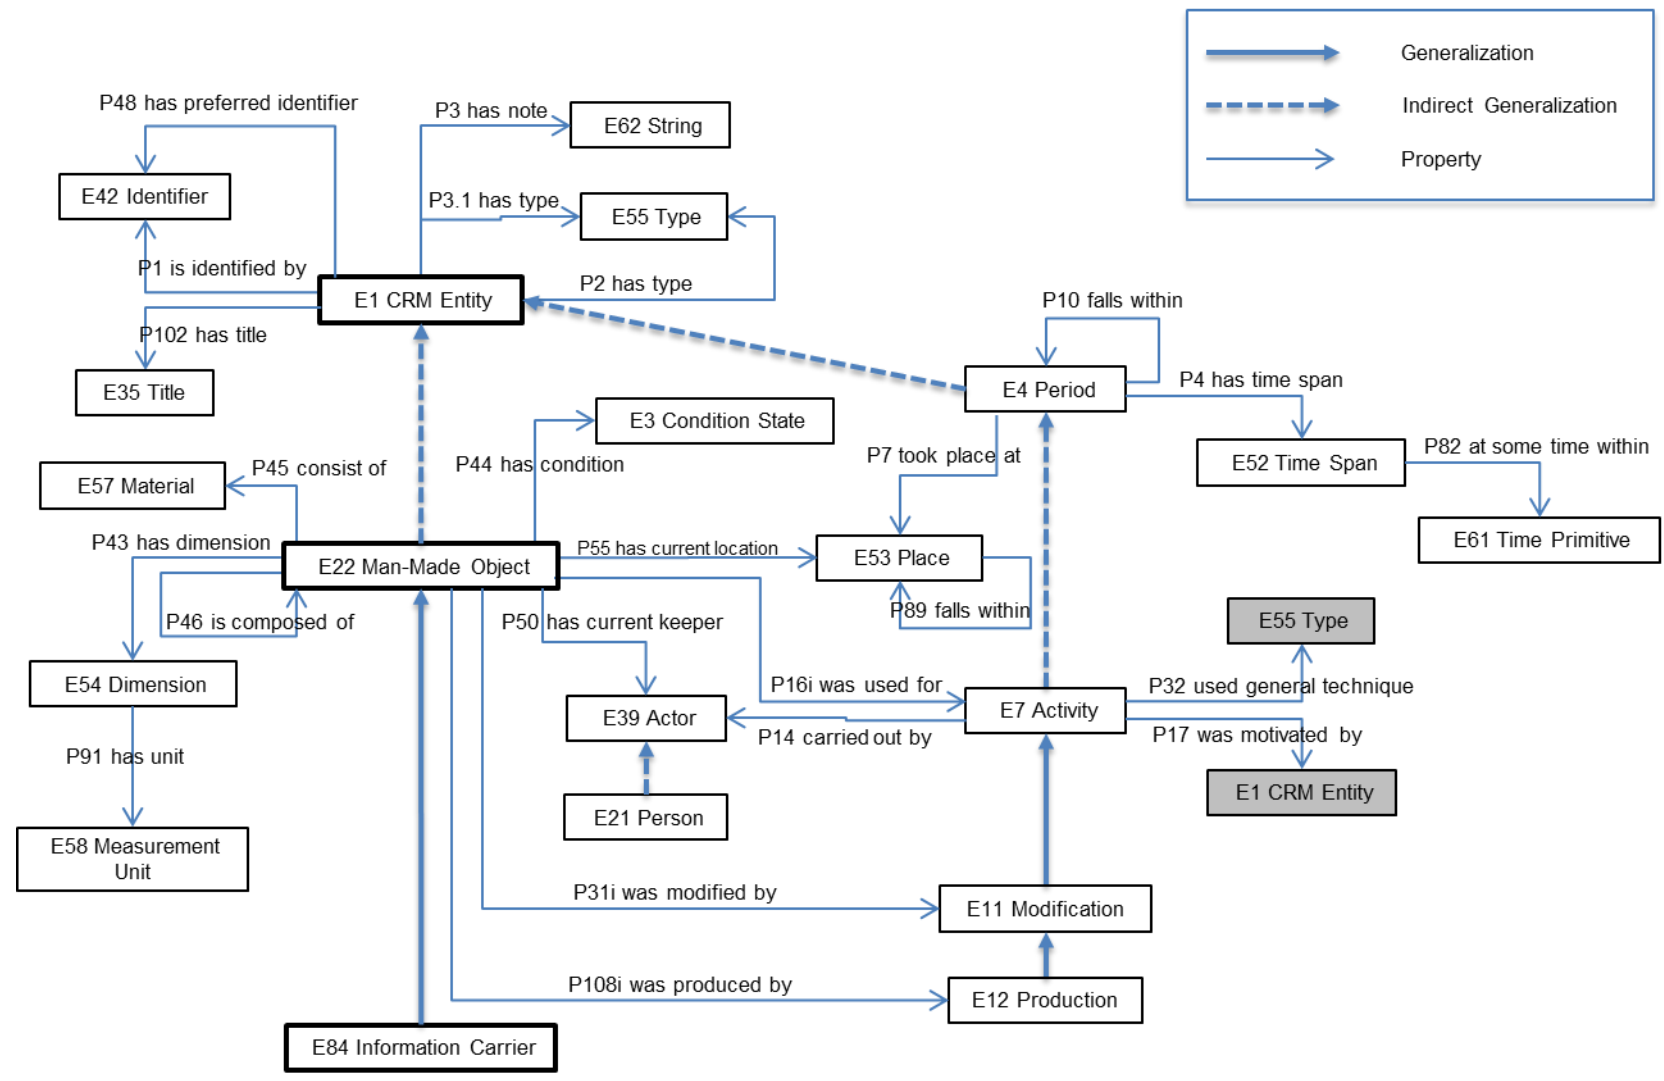 Generalization
P48 has preferred identifier
P3 has note
Indirect Generalization
E62 String
Property
E42 Identifier
P3.1 has type
E55 Type
P1 is identified by
P2 has type
E1 CRM Entity
P10 falls within
P102 has title
E35 Title
E4 Period
P4 has time span
E3 Condition State
P7 took place at
P82 at some time within
P45 consist of
P44 has condition
E52 Time Span
E57 Material
P43 has dimension
P55 has current location
E53 Place
E61 Time Primitive
E22 Man-Made Object
P46 is composed of
P50 has current keeper
P89 falls within
E55 Type
E54 Dimension
P16i was used for
P32 used general technique
E39 Actor
E7 Activity
P14 carried out by
P17 was motivated by
P91 has unit
E1 CRM Entity
E21 Person
E58 Measurement
Unit
P31i was modified by
E11 Modification
P108i was produced by
E12 Production
E84 Information Carrier